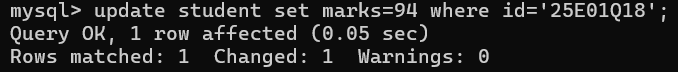 mysql> update student set marks=94 where id='25E01Q18';
Query OK, 1 row affected (0.05 sec)
Rows matched: 1  Changed: 1  Warnings: 0